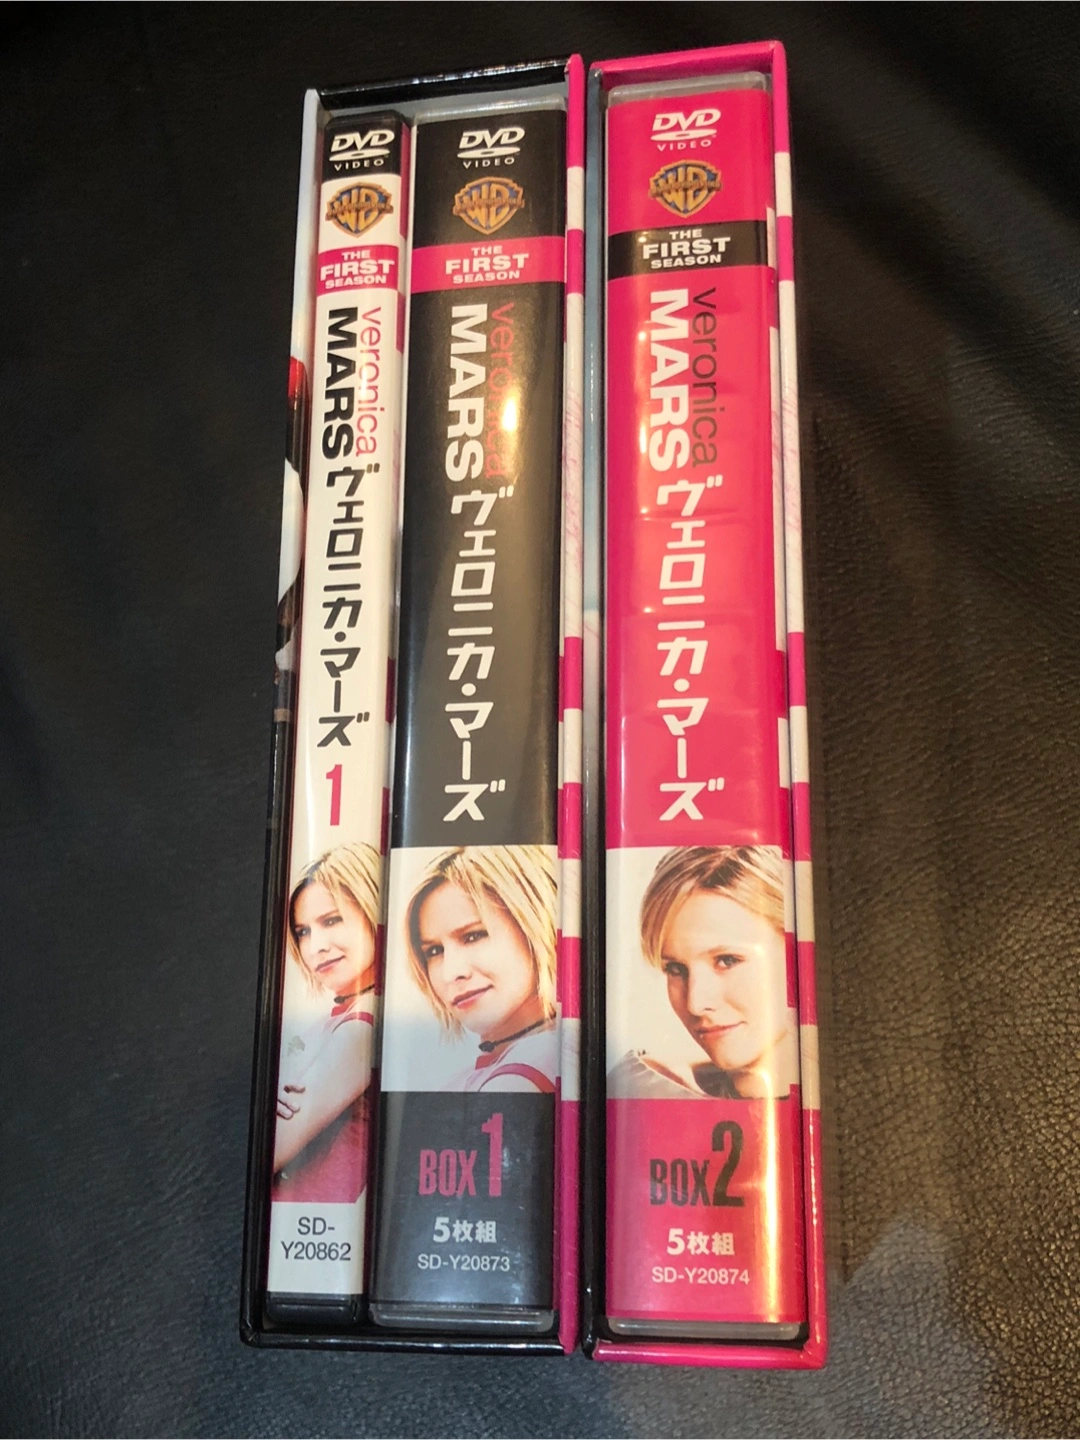 DVD
VIDEO
WB
THE
FIRST
SEASON
veronica
MARS
ヴェロニカ・マーズ
1
SD-
Y20862
DVD
VIDEO
WB
THE
FIRST
SEASON
veronica
MARS
ヴェロニカ・マーズ
BOX 1
5枚組
SD-Y20873
DVD
VIDEO
WB
THE
FIRST
SEASON
veronica
MARS
ヴェロニカ・マーズ
BOX 2
5枚組
SD-Y20874